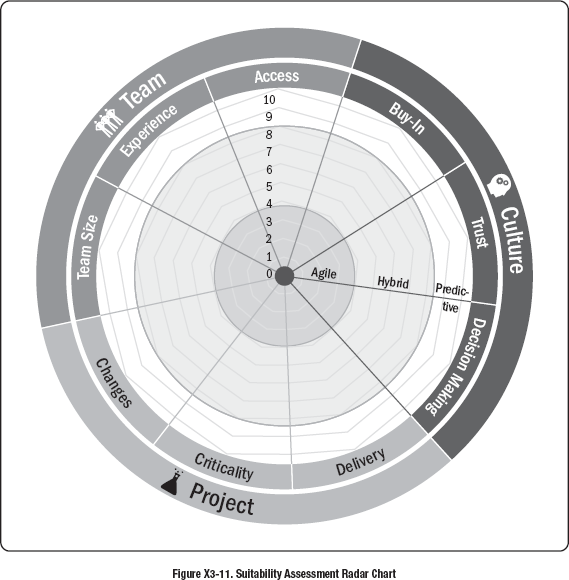 Team
Culture
Project
Access
Buy-In
Trust
Decision Making
Delivery
Criticality
Changes
Team Size
Experience
10
9
8
7
6
5
4
3
2
1
0
Agile
Hybrid
Predic-
tive
Figure X3-11. Suitability Assessment Radar Chart